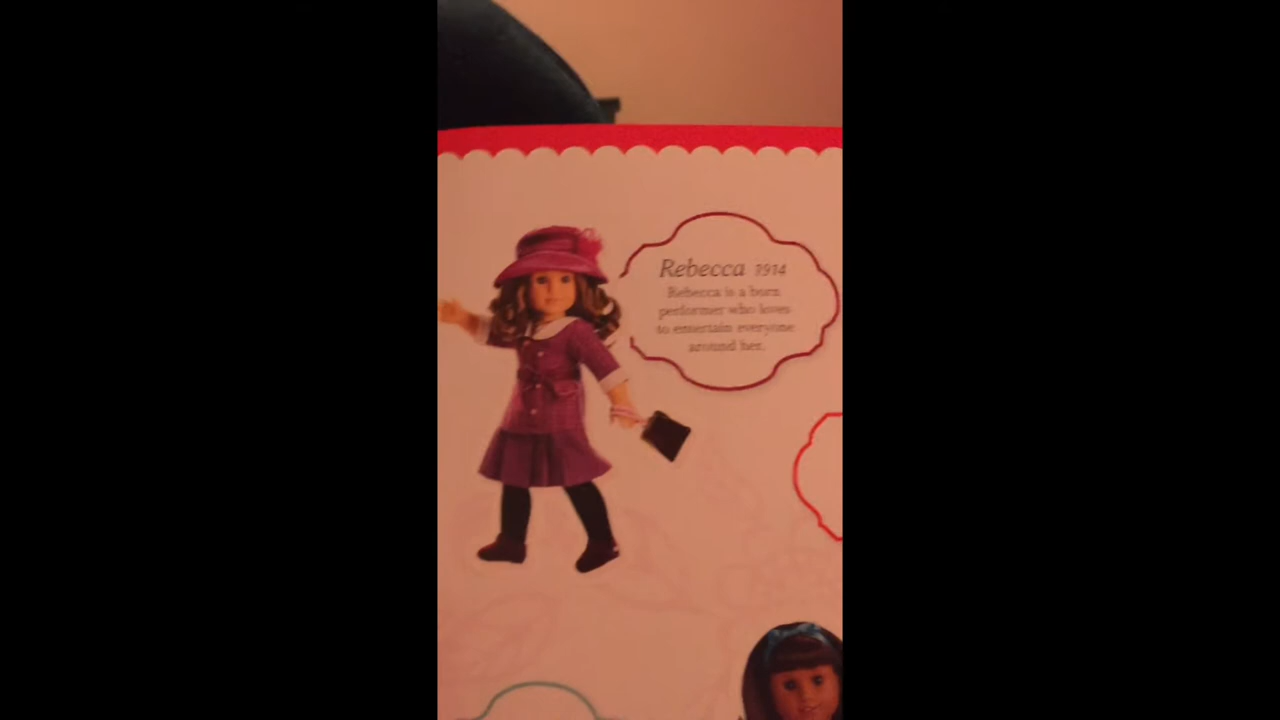 Rebecca 1914
Rebecca is a born
performer who loves
to entertain everyone
around her.